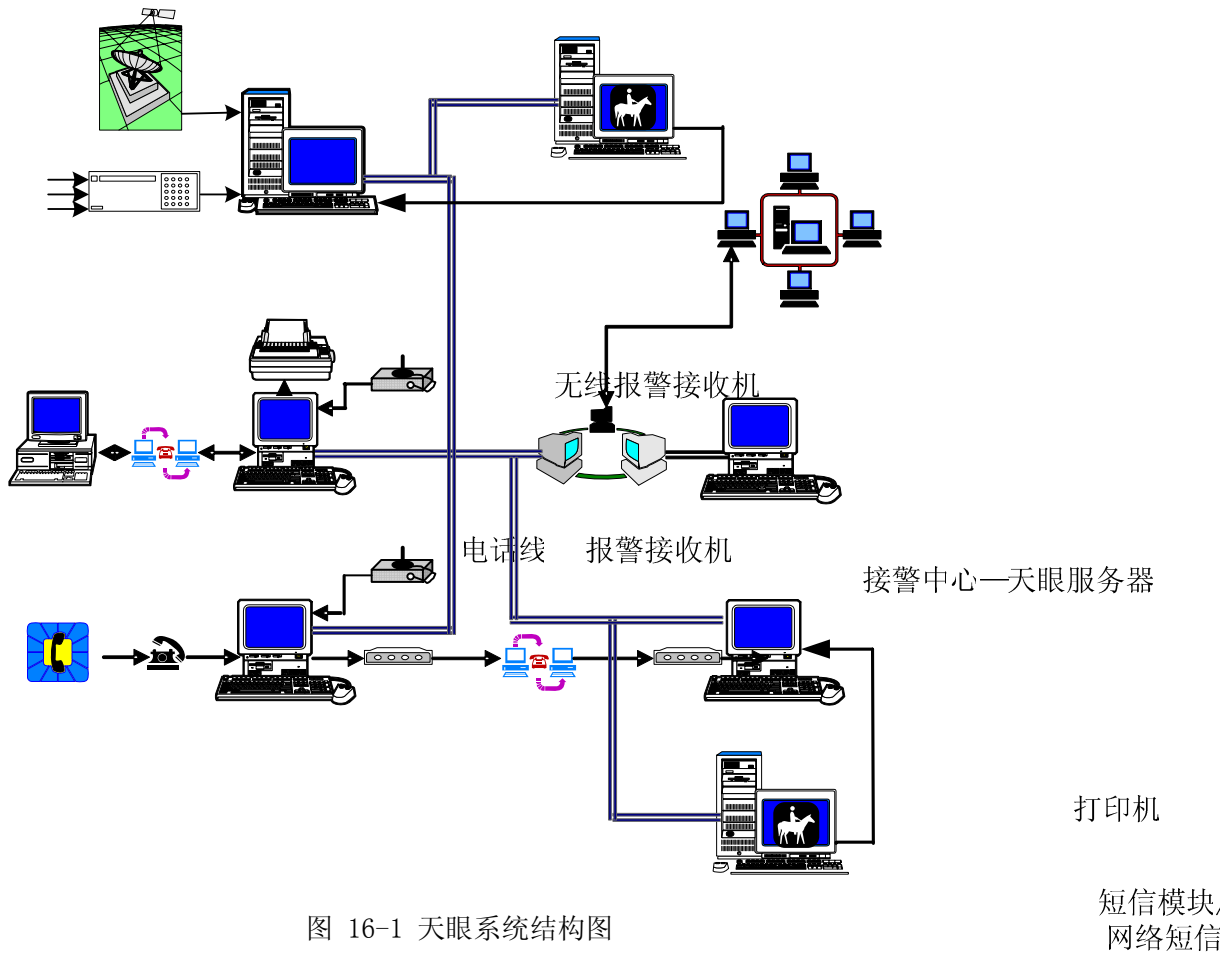 无线报警接收机
电话线 报警接收机
接警中心—天眼服务器
打印机
短信模块
网络短信
图 16-1 天眼系统结构图